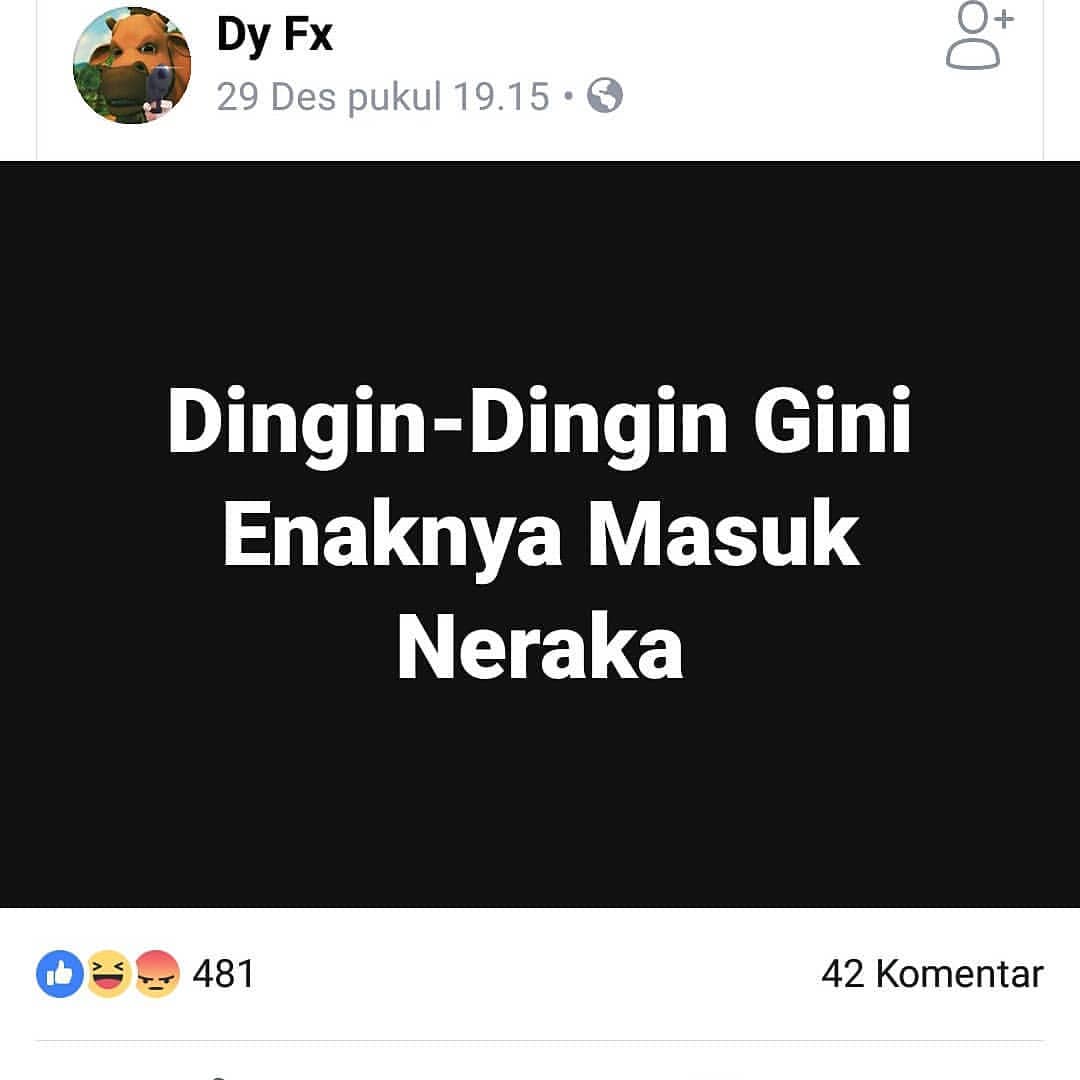 Dy Fx
29 Des pukul 19.15 •
Dingin-Dingin Gini
Enaknya Masuk
Neraka
481
42 Komentar